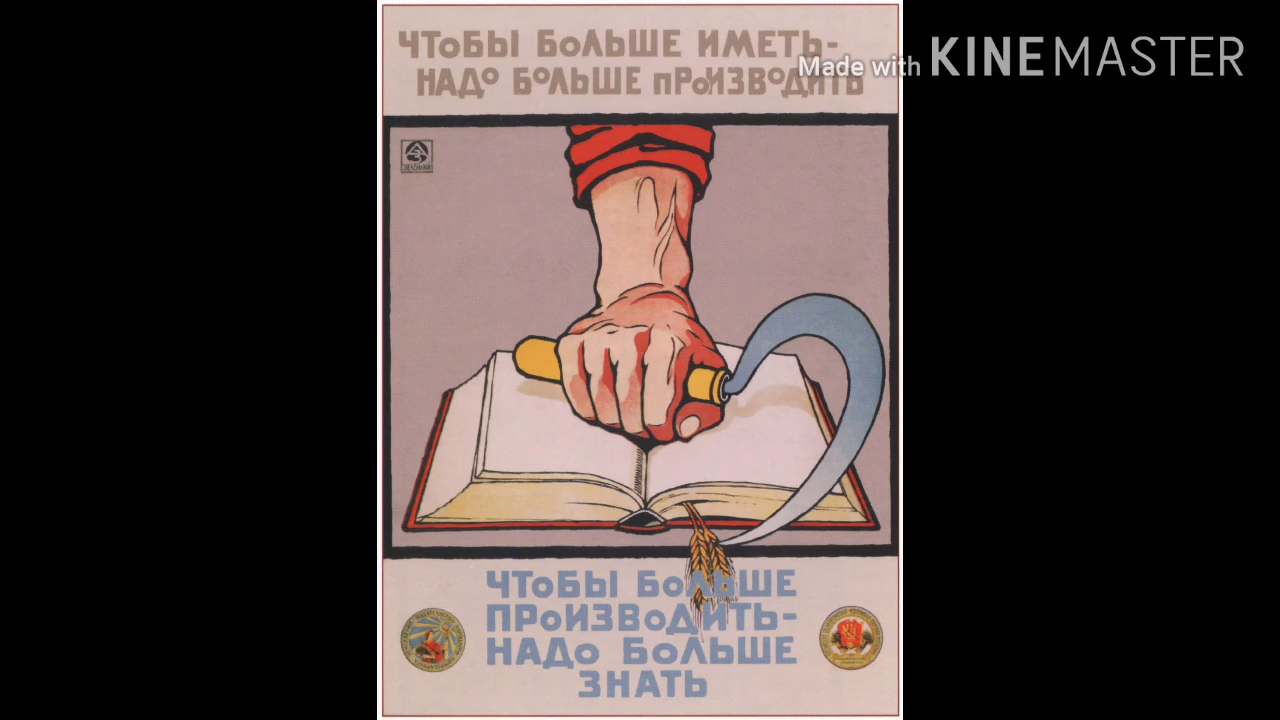 ЧТОБЫ БОЛЬШЕ ИМЕТЬ-
НАДО БОЛЬШЕ ПРОИЗВОДИТЬ
Made with KINEMASTER
ЧТОБЫ БОЛЬШЕ
ПРОИЗВОДИТЬ-
НАДО БОЛЬШЕ
ЗНАТЬ